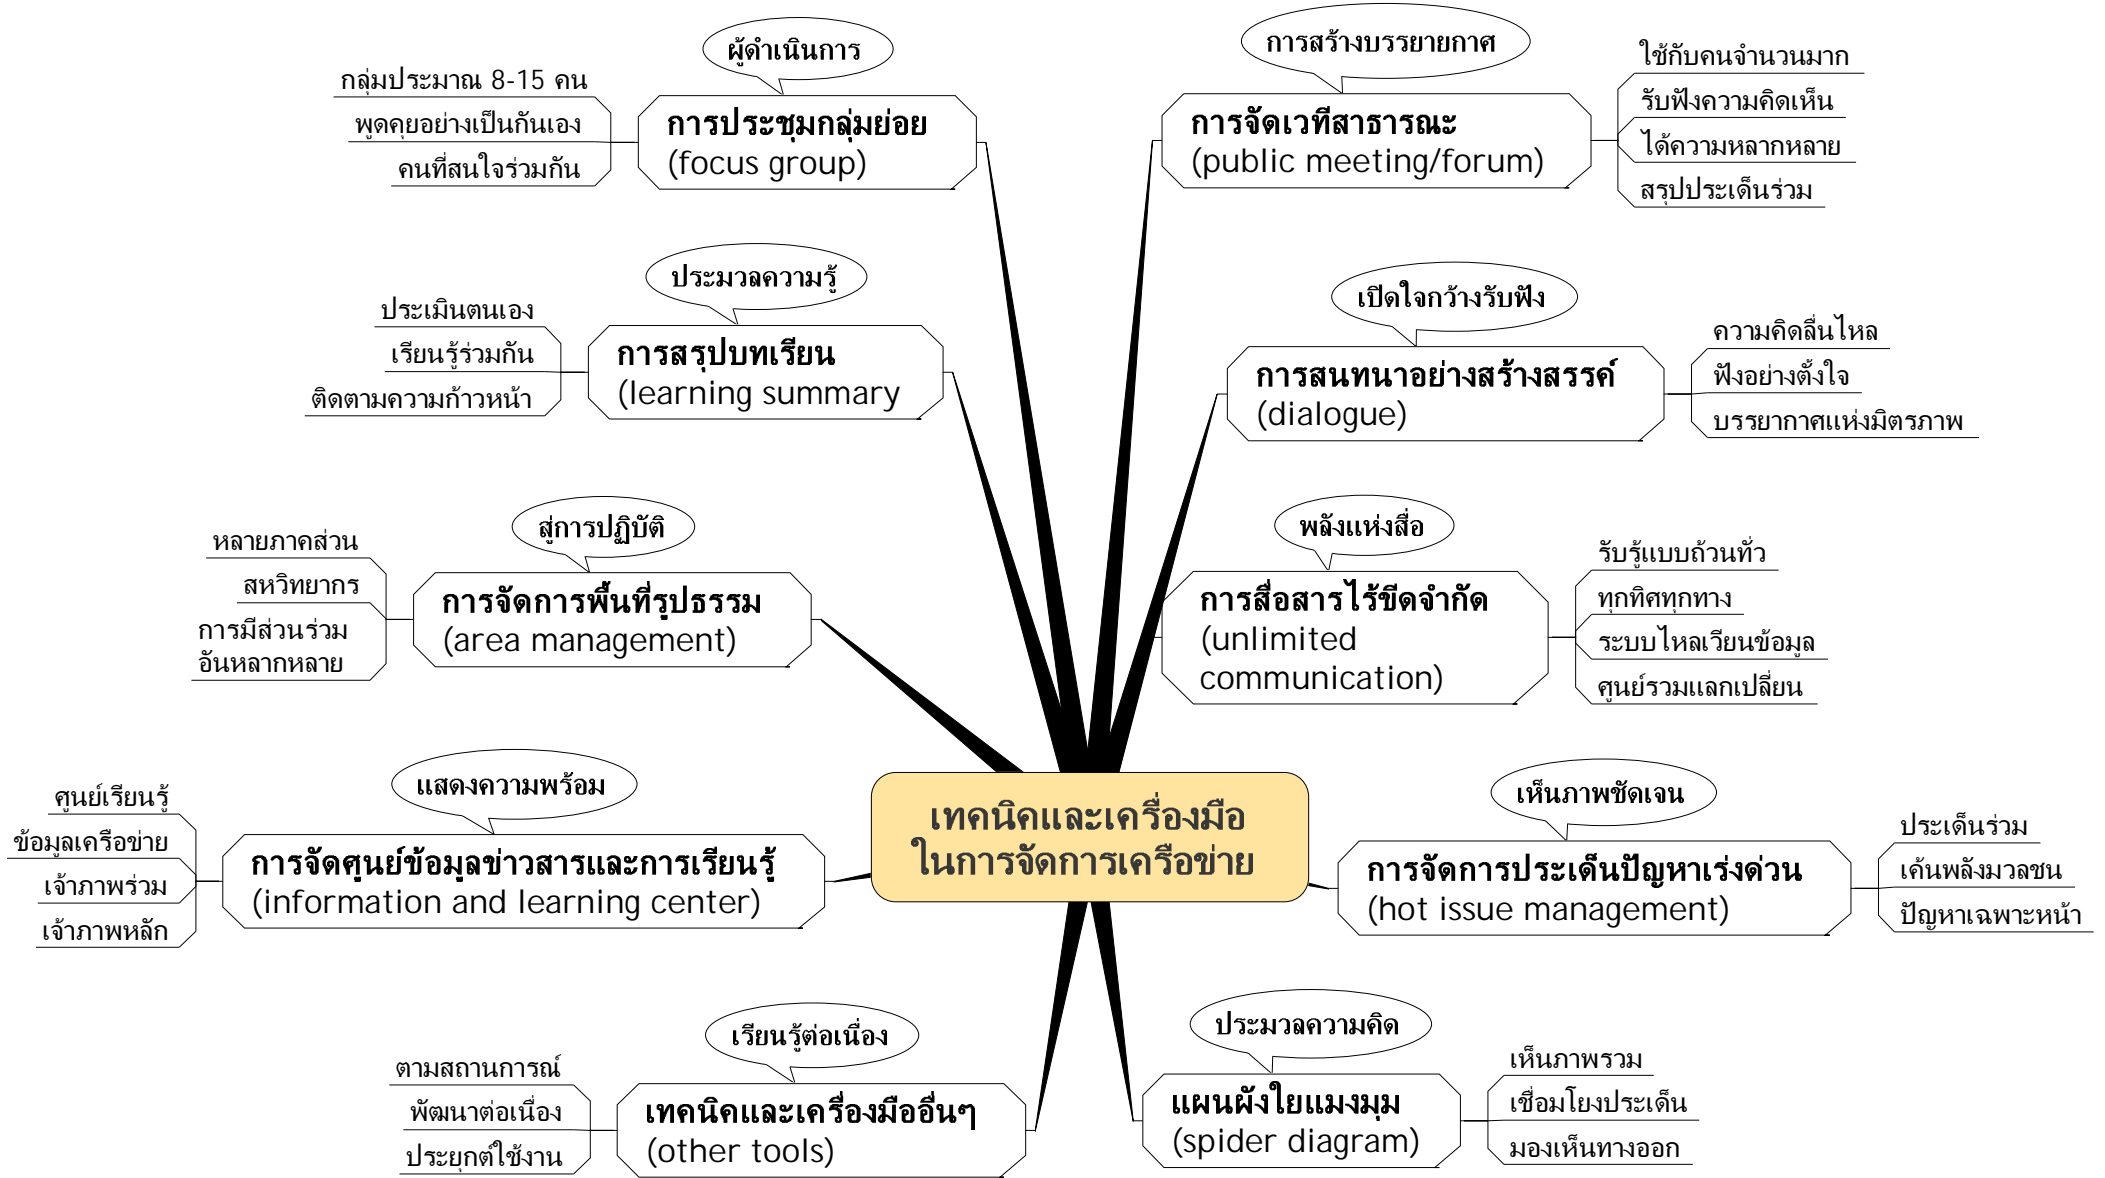 เทคนิคและเครื่องมือ
ในการจัดการเครือข่าย
การสร้างบรรยายกาศ
การจัดเวทีสาธารณะ
(public meeting/forum)
ใช้กับคนจำนวนมาก
รับฟังความคิดเห็น
ได้ความหลากหลาย
สรุปประเด็นร่วม
เปิดใจกว้างรับฟัง
การสนทนาอย่างสร้างสรรค์
(dialogue)
ความคิดลื่นไหล
ฟังอย่างตั้งใจ
บรรยากาศแห่งมิตรภาพ
พลังแห่งสื่อ
การสื่อสารไร้ขีดจำกัด
(unlimited
communication)
รับรู้แบบถ้วนทั่ว
ทุกทิศทุกทาง
ระบบไหลเวียนข้อมูล
ศูนย์รวมแลกเปลี่ยน
เห็นภาพชัดเจน
การจัดการประเด็นปัญหาเร่งด่วน
(hot issue management)
ประเด็นร่วม
เค้นพลังมวลชน
ปัญหาเฉพาะหน้า
ประมวลความคิด
แผนผังใยแมงมุม
(spider diagram)
เห็นภาพรวม
เชื่อมโยงประเด็น
มองเห็นทางออก
ผู้ดำเนินการ
การประชุมกลุ่มย่อย
(focus group)
กลุ่มประมาณ 8-15 คน
พูดคุยอย่างเป็นกันเอง
คนที่สนใจร่วมกัน
ประมวลความรู้
การสรุปบทเรียน
(learning summary
ประเมินตนเอง
เรียนรู้ร่วมกัน
ติดตามความก้าวหน้า
สู่การปฏิบัติ
การจัดการพื้นที่รูปธรรม
(area management)
หลายภาคส่วน
สหวิทยากร
การมีส่วนร่วม
อันหลากหลาย
แสดงความพร้อม
การจัดศูนย์ข้อมูลข่าวสารและการเรียนรู้
(information and learning center)
ศูนย์เรียนรู้
ข้อมูลเครือข่าย
เจ้าภาพร่วม
เจ้าภาพหลัก
เรียนรู้ต่อเนื่อง
เทคนิคและเครื่องมืออื่นๆ
(other tools)
ตามสถานการณ์
พัฒนาต่อเนื่อง
ประยุกต์ใช้งาน